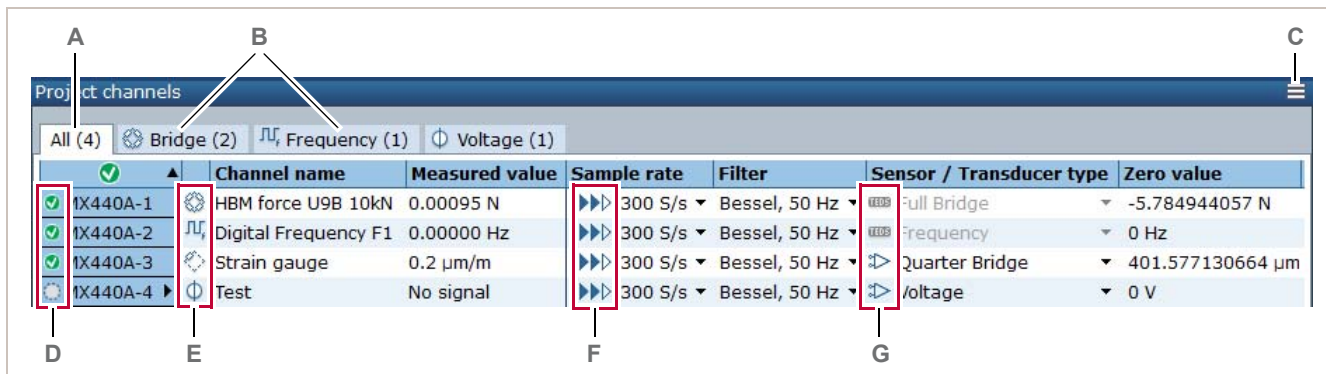 A B C
Project channels
All (4) Bridge (2) Frequency (1) Voltage (1)
Channel name Measured value Sample rate Filter Sensor / Transducer type Zero value
MX440A-1 HBM force U9B 10kN 0.00095 N 300 S/s Bessel, 50 Hz TEDS Full Bridge -5.784944057 N
MX440A-2 Digital Frequency F1 0.00000 Hz 300 S/s Bessel, 50 Hz TEDS Frequency 0 Hz
MX440A-3 Strain gauge 0.2 μm/m 300 S/s Bessel, 50 Hz Quarter Bridge 401.577130664 μm
MX440A-4 Test No signal 300 S/s Bessel, 50 Hz Voltage 0 V
D E F G